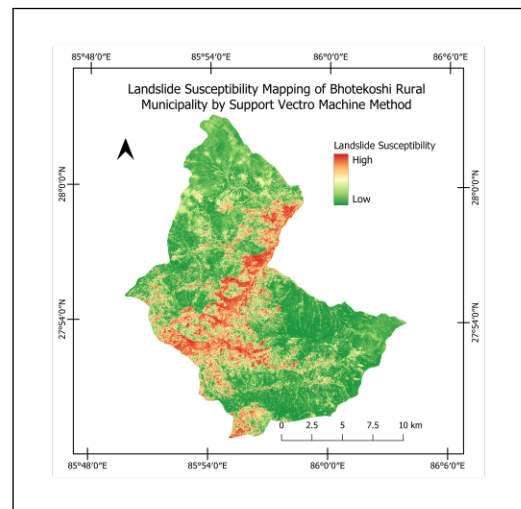 85°48'0"E 85°54'0"E 86°0'0"E 86°6'0"E
Landslide Susceptibility Mapping of Bhotekoshi Rural
Municipality by Support Vectro Machine Method
Landslide Susceptibility
High
Low
28°0'0"N 28°0'0"N
27°54'0"N 27°54'0"N
0 2.5 5 7.5 10 km
85°48'0"E 85°54'0"E 86°0'0"E 86°6'0"E